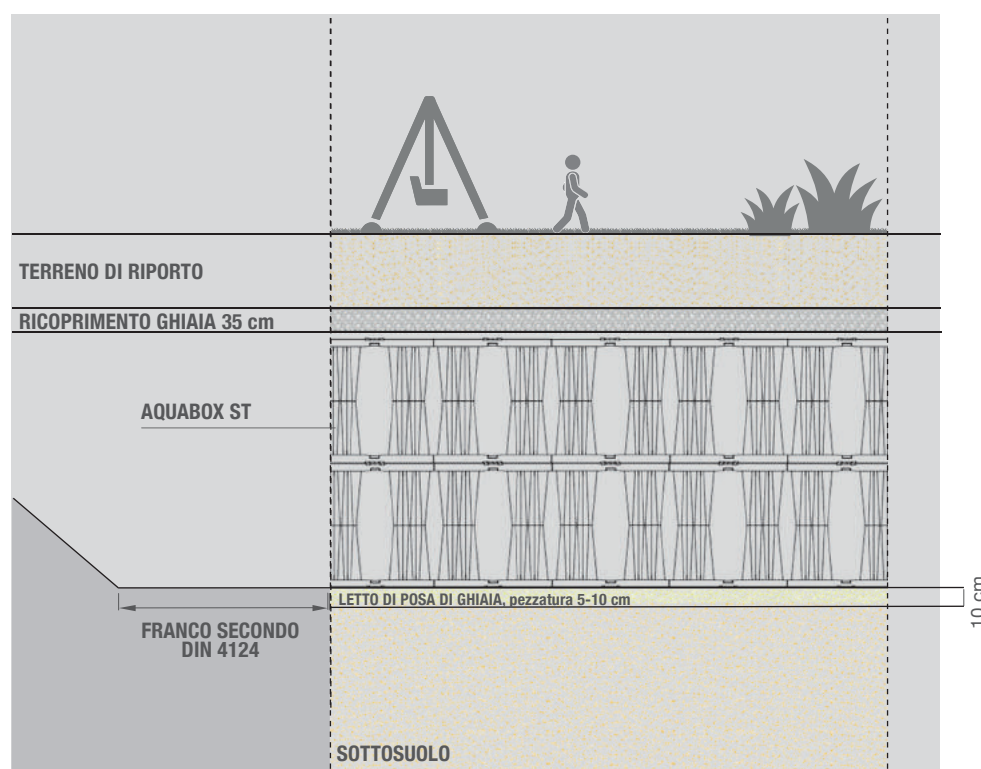 TERRENO DI RIPORTO
RICOPRIMENTO GHIAIA 35 cm
AQUABOX ST
LETTO DI POSA DI GHIAIA, pezzatura 5-10 cm
10 cm
FRANCO SECONDO
DIN 4124
SOTTOSUOLO